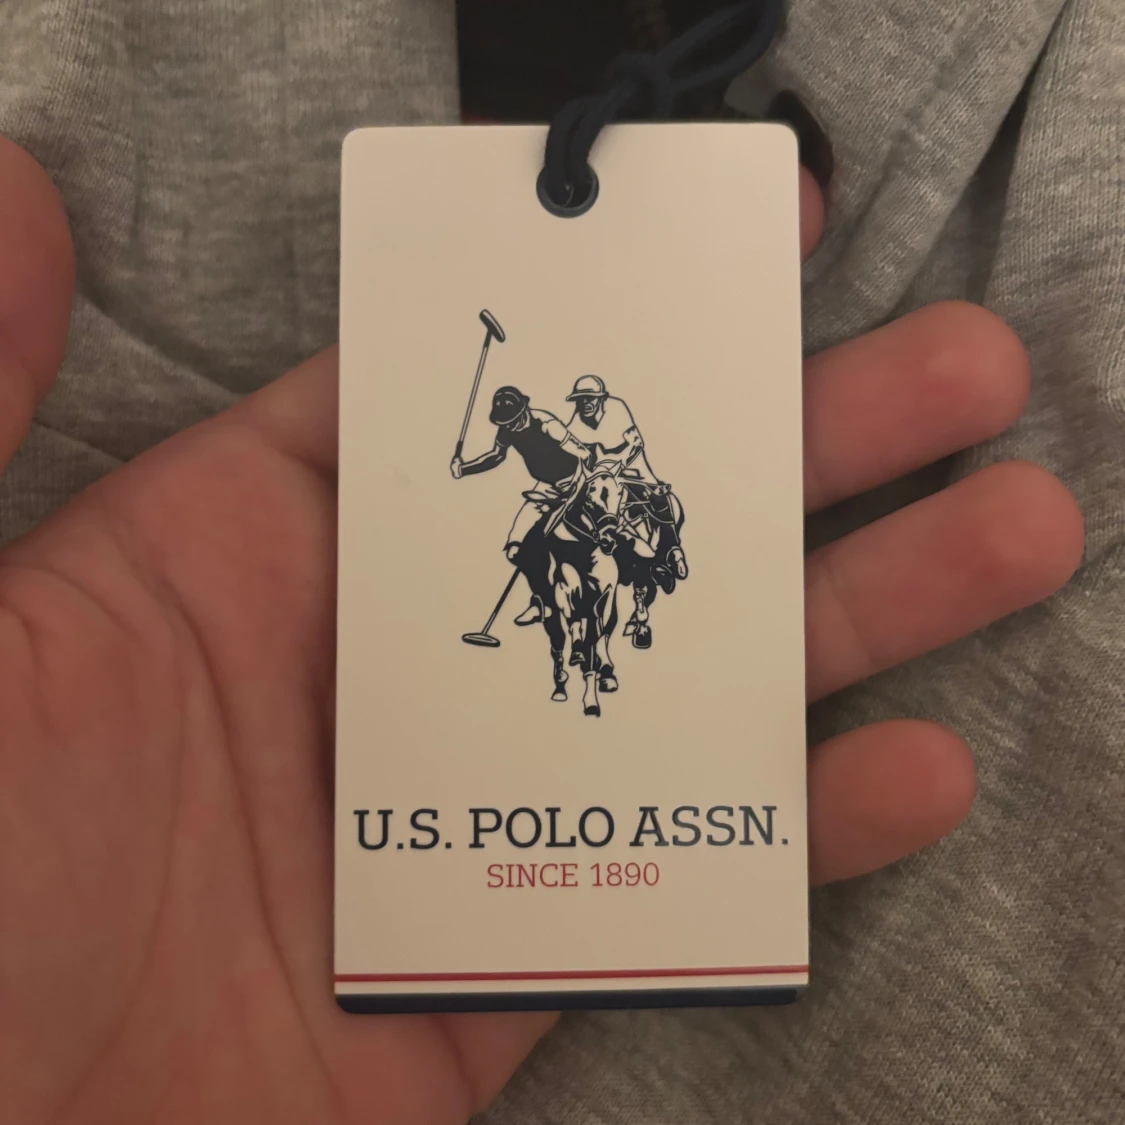 U.S. POLO ASSN.
SINCE 1890